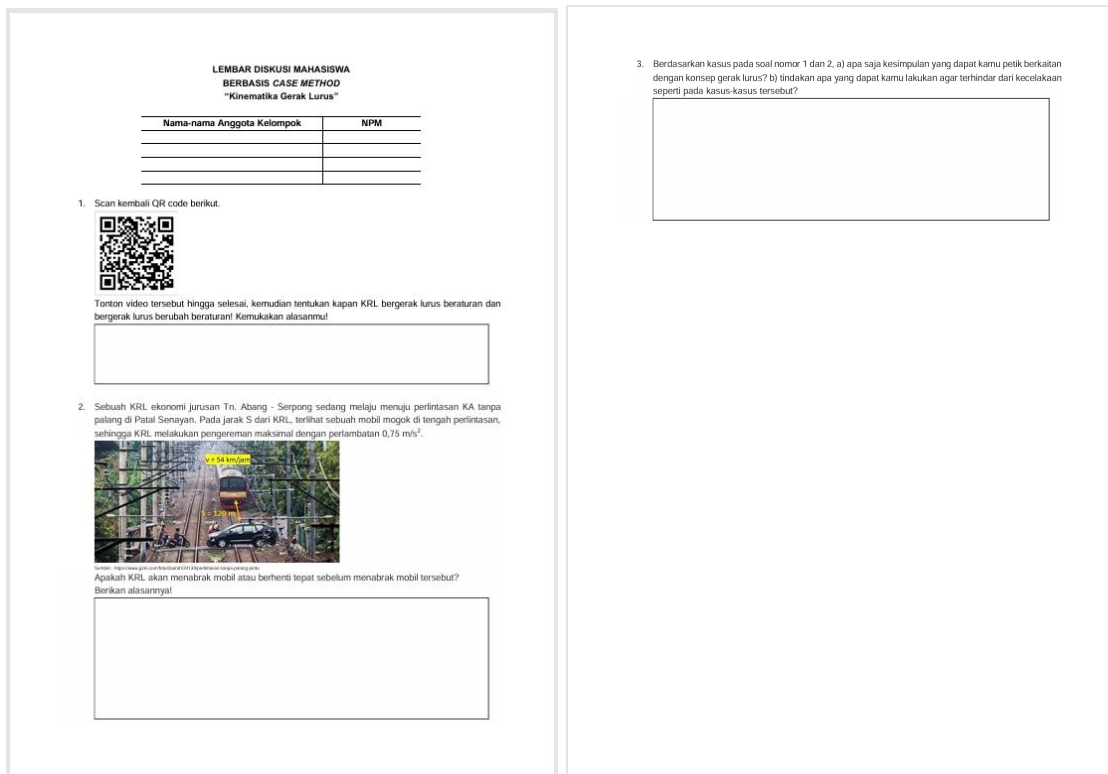 LEMBAR DISKUSI MAHASISWA
BERBASIS CASE METHOD
“Kinematika Gerak Lurus”
Nama-nama Anggota Kelompok NPM
1. Scan kembali QR code berikut.
Tonton video tersebut hingga selesai, kemudian tentukan kapan KRL bergerak lurus beraturan dan
bergerak lurus berubah beraturan! Kemukakan alasanmu!
2. Sebuah KRL ekonomi jurusan Tn. Abang - Serpong sedang melaju menuju perlintasan KA tanpa
palang di Patal Senayan. Pada jarak S dari KRL, terlihat sebuah mobil mogok di tengah perlintasan,
sehingga KRL melakukan pengereman maksimal dengan perlambatan 0,75 m/s².
v = 54 km/jam
S = 120 m
Apakah KRL akan menabrak mobil atau berhenti tepat sebelum menabrak mobil tersebut?
Berikan alasannya!
3. Berdasarkan kasus pada soal nomor 1 dan 2, a) apa saja kesimpulan yang dapat kamu petik berkaitan
dengan konsep gerak lurus? b) tindakan apa yang dapat kamu lakukan agar terhindar dari kecelakaan
seperti pada kasus-kasus tersebut?